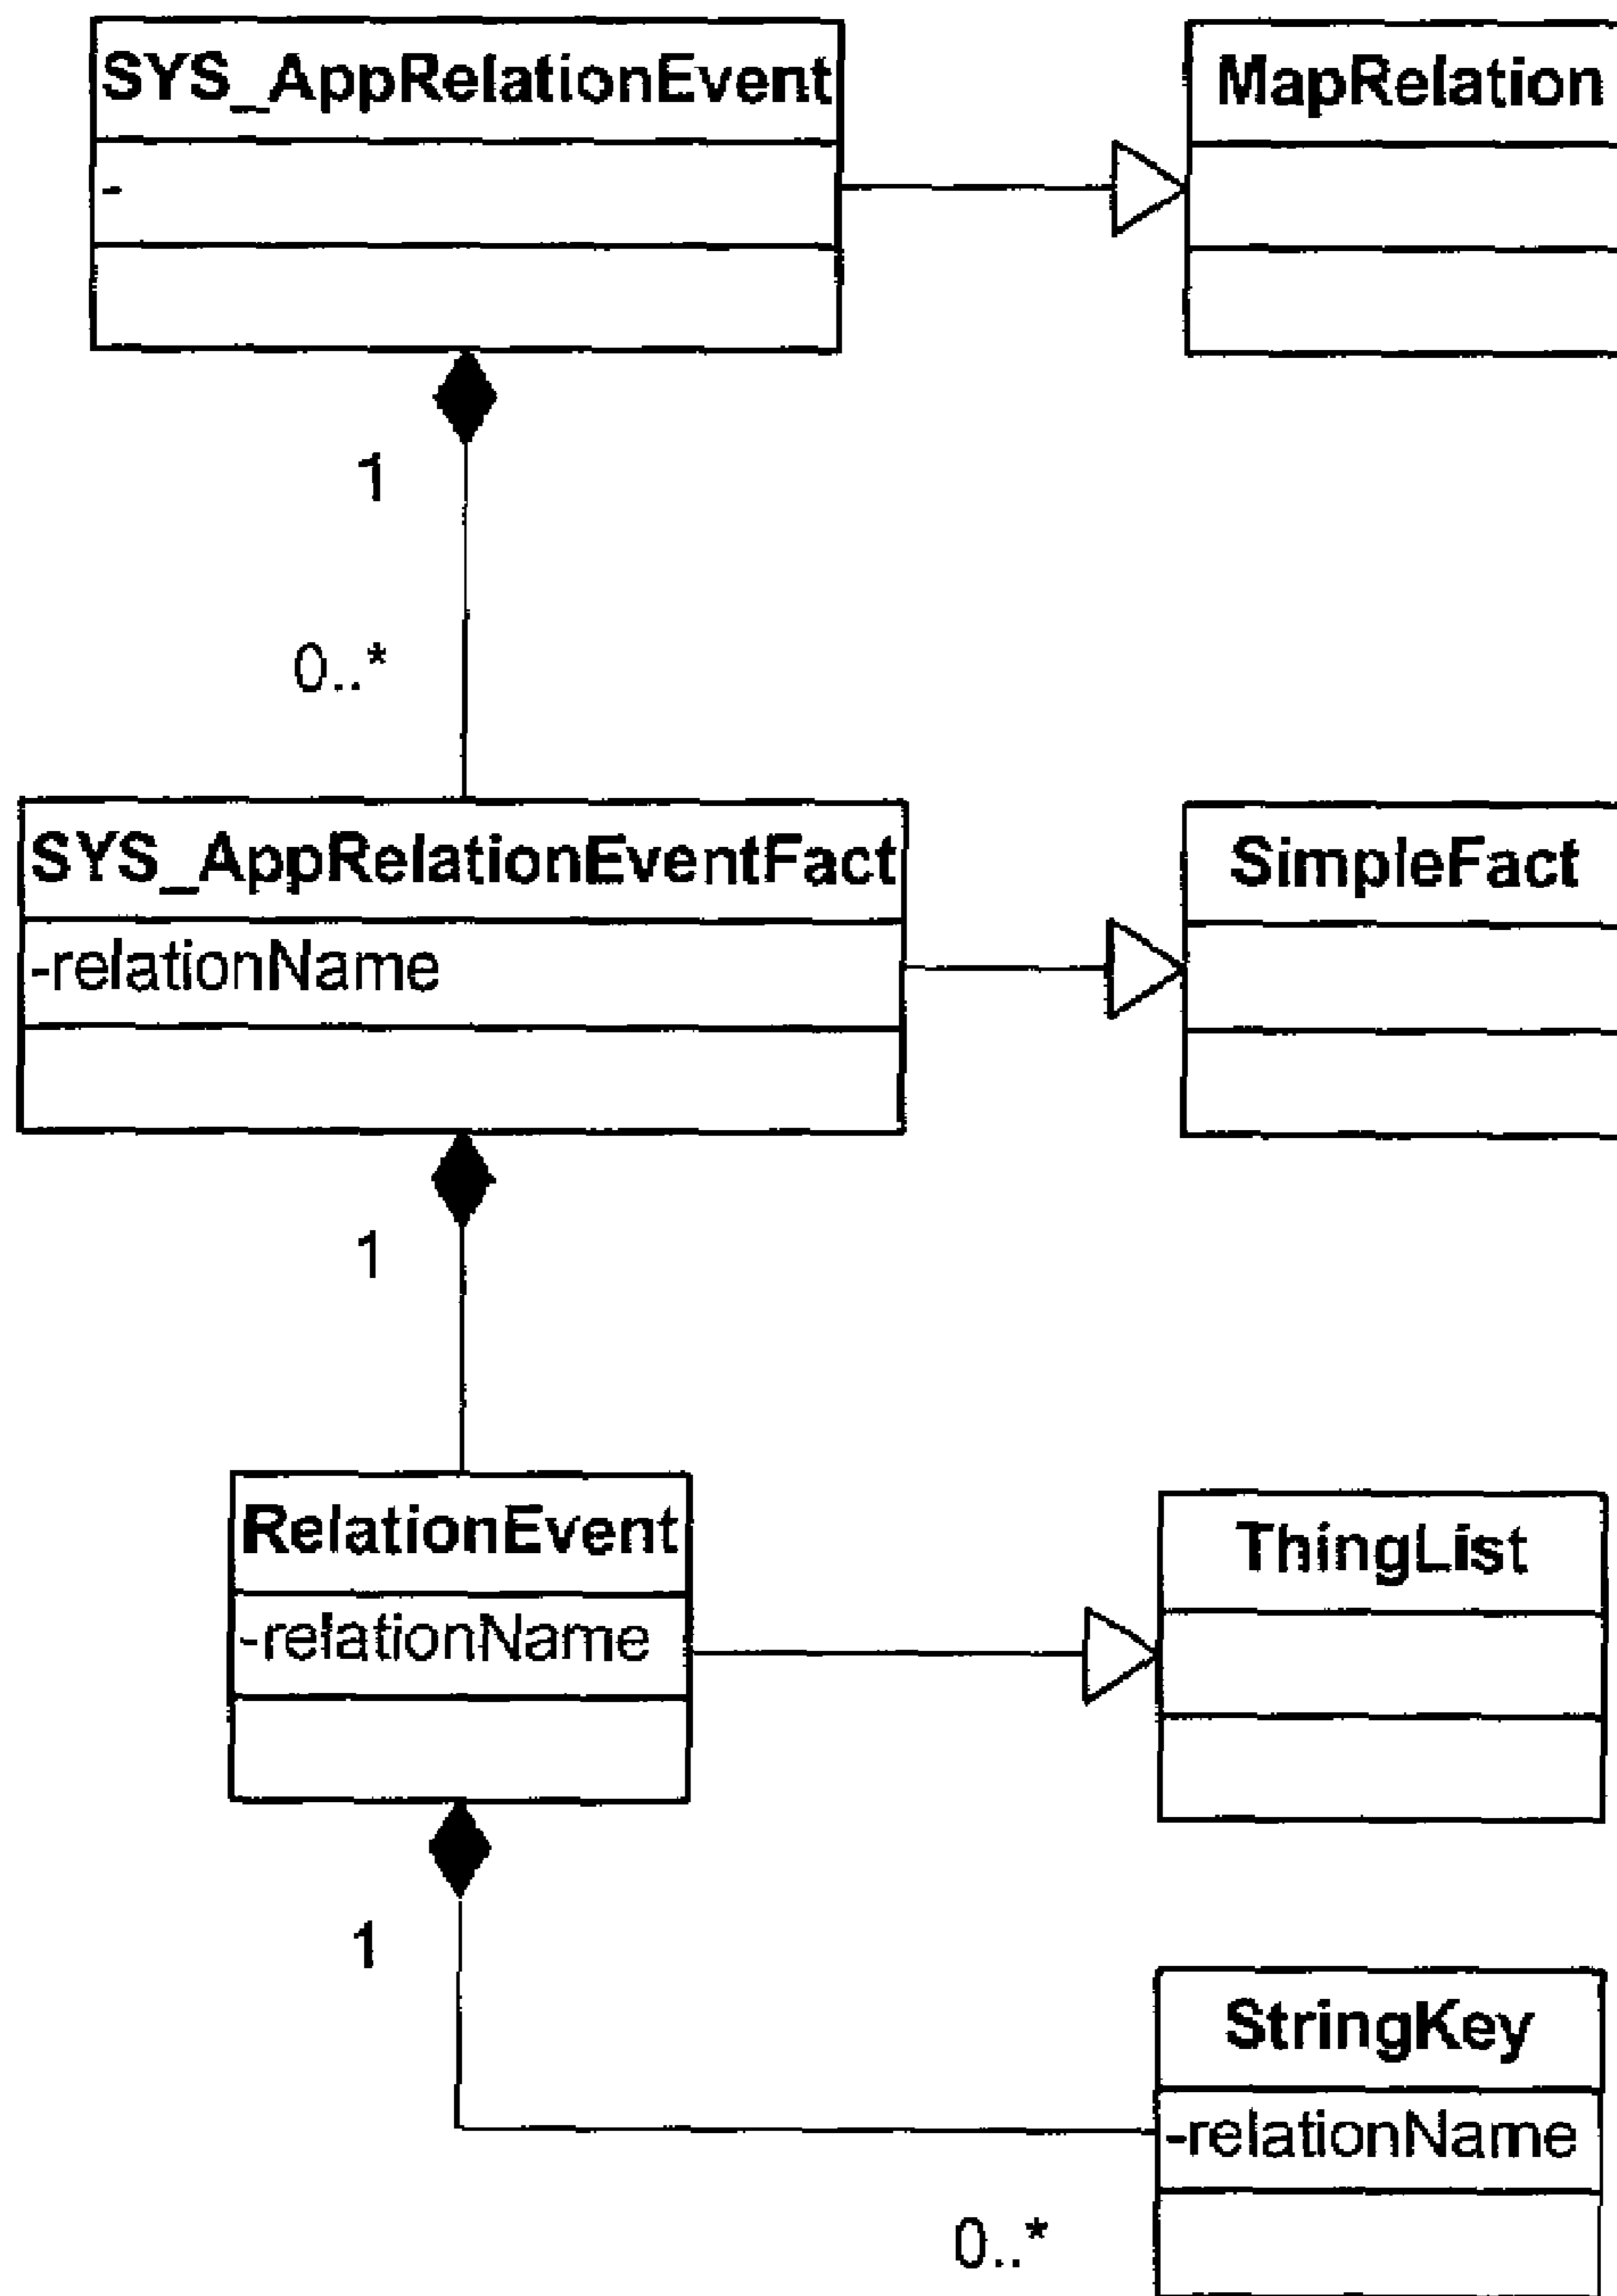 SYS_AppRelationEvent
MapRelation
-
1
0..*
SYS_AppRelationEventFact
SimpleFact
-relationName
1
RelationEvent
ThingList
-relationName
1
StringKey
-relationName
0..*